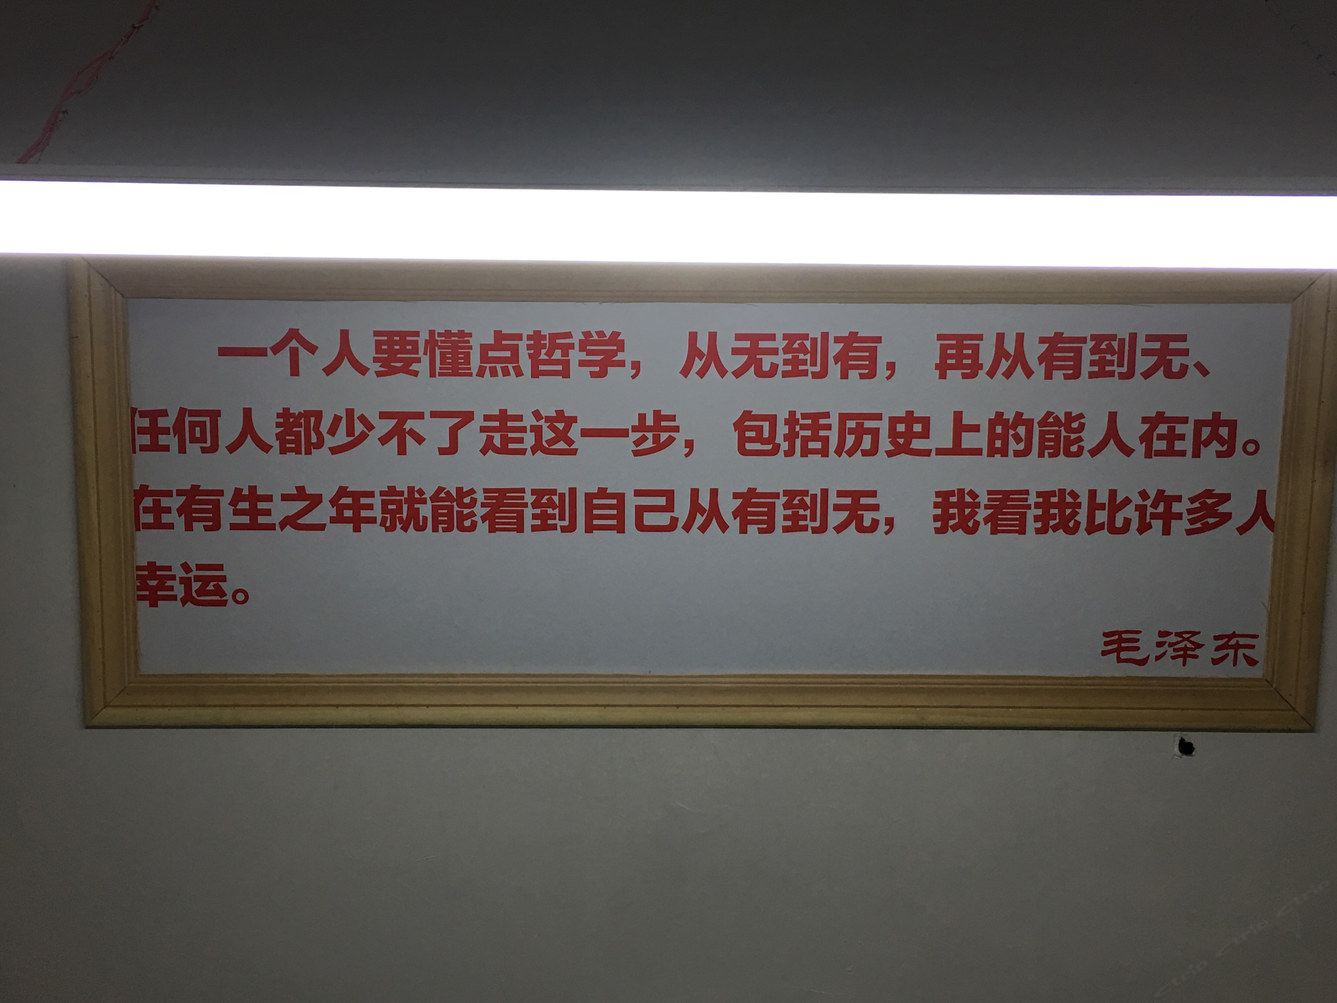 一个人要懂点哲学，从无到有，再从有到无、
任何人都少不了走这一步，包括历史上的能人在内。
在有生之年就能看到自己从有到无，我看我比许多人
幸运。
毛泽东